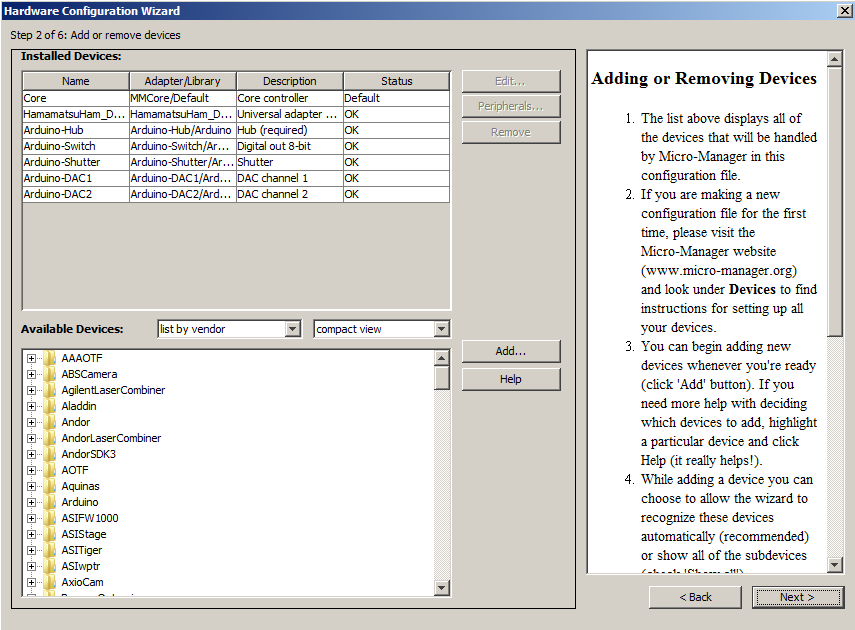 Hardware Configuration Wizard
Step 2 of 6: Add or remove devices
Installed Devices:
Name Adapter/Library Description Status
Core MMCore/Default Core controller Default
HamamatsuHam_D... HamamatsuHam_D... Universal adapter ... OK
Arduino-Hub Arduino-Hub/Arduino Hub (required) OK
Arduino-Switch Arduino-Switch/Ar... Digital out 8-bit OK
Arduino-Shutter Arduino-Shutter/Ar... Shutter OK
Arduino-DAC1 Arduino-DAC1/Ard... DAC channel 1 OK
Arduino-DAC2 Arduino-DAC2/Ard... DAC channel 2 OK
Edit...
Peripherals...
Remove
Available Devices: list by vendor compact view
AAAOTF
ABSCamera
AgilentLaserCombiner
Aladdin
Andor
AndorLaserCombiner
AndorSDK3
AOTF
Aquinas
Arduino
ASIFW1000
ASIStage
ASITiger
ASIwptr
AxioCam
Add...
Help
Adding or Removing Devices
1. The list above displays all of
the devices that will be handled
by Micro-Manager in this
configuration file.
2. If you are making a new
configuration file for the first
time, please visit the
Micro-Manager website
(www.micro-manager.org)
and look under Devices to find
instructions for setting up all
your devices.
3. You can begin adding new
devices whenever you're ready
(click 'Add' button). If you
need more help with deciding
which devices to add, highlight
a particular device and click
Help (it really helps!).
4. While adding a device you can
choose to allow the wizard to
recognize these devices
automatically (recommended)
or show all of the subdevices
(check 'Show all')
< Back
Next >